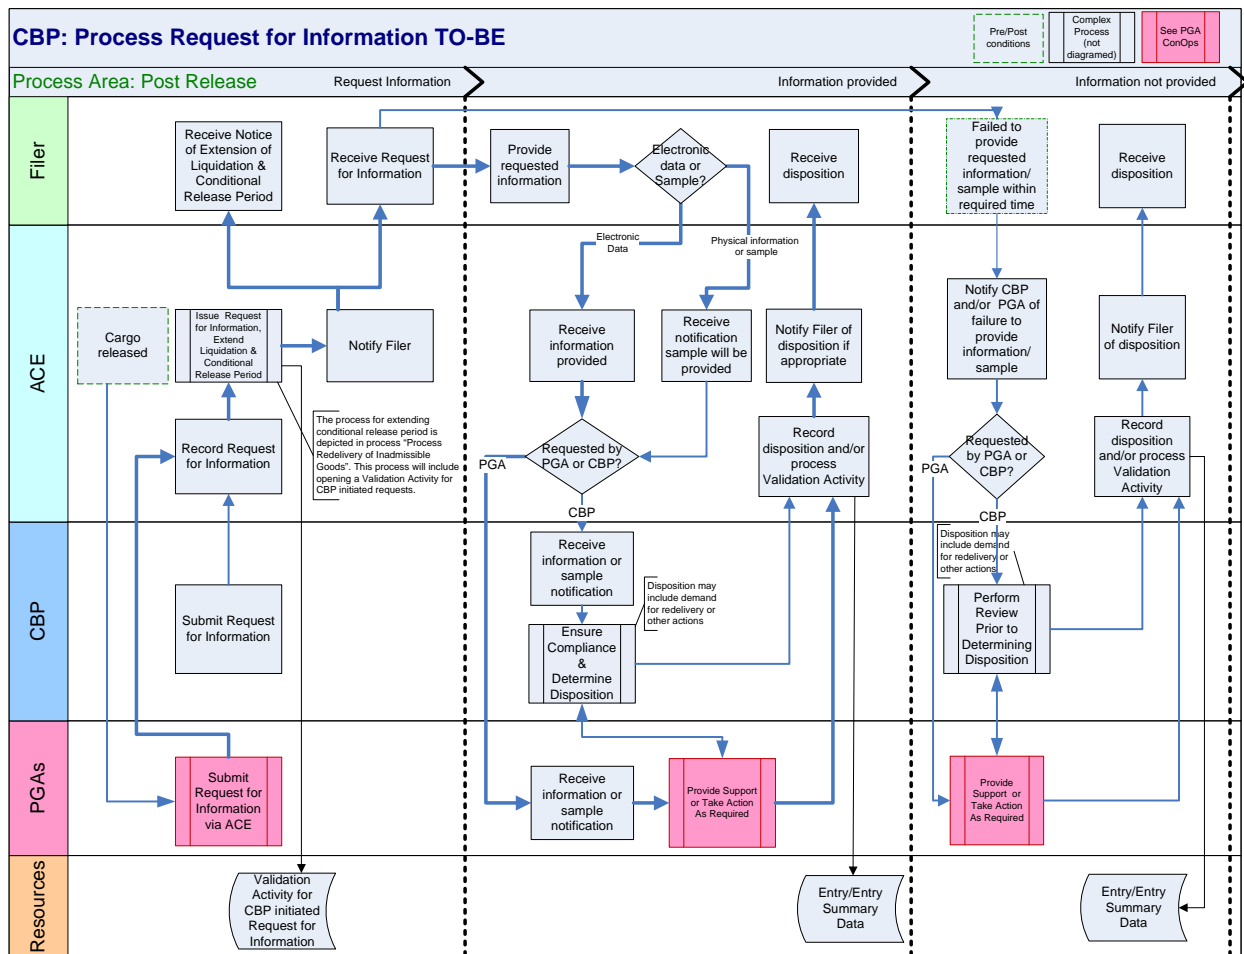 CBP: Process Request for Information TO-BE
Pre/Post
conditions
Complex
Process
(not
diagramed)
See PGA
ConOps
Process Area: Post Release
Request Information
Information provided
Information not provided
Filer
Receive Notice
of Extension of
Liquidation &
Conditional
Release Period
Receive Request
for Information
Provide
requested
information
Electronic
data or
Sample?
Receive
disposition
Failed to
provide
requested
information/
sample within
required time
Receive
disposition
ACE
Electronic
Data
Physical information
or sample
Cargo
released
Issue Request
for Information,
Extend
Liquidation &
Conditional
Release Period
Notify Filer
Receive
information
provided
Receive
notification
sample will be
provided
Notify Filer of
disposition if
appropriate
Notify CBP
and/or PGA of
failure to
provide
information/
sample
Notify Filer
of disposition
Record Request
for Information
The process for extending
conditional release period is
depicted in process “Process
Redelivery of Inadmissible
Goods”. This process will include
opening a Validation Activity for
CBP initiated requests.
PGA
Requested by
PGA or CBP?
CBP
Record
disposition and/or
process
Validation Activity
PGA
Requested
by PGA or
CBP?
CBP
Record
disposition
and/or process
Validation
Activity
CBP
Submit Request
for Information
Receive
information or
sample
notification
Disposition may
include demand
for redelivery or
other actions
Ensure
Compliance
&
Determine
Disposition
Disposition may
include demand
for redelivery or
other actions
Perform
Review
Prior to
Determining
Disposition
PGAs
Submit
Request for
Information
via ACE
Receive
information or
sample
notification
Provide Support
or Take Action
As Required
Provide
Support or
Take Action
As Required
Resources
Validation
Activity for
CBP initiated
Request for
Information
Entry/Entry
Summary
Data
Entry/Entry
Summary
Data